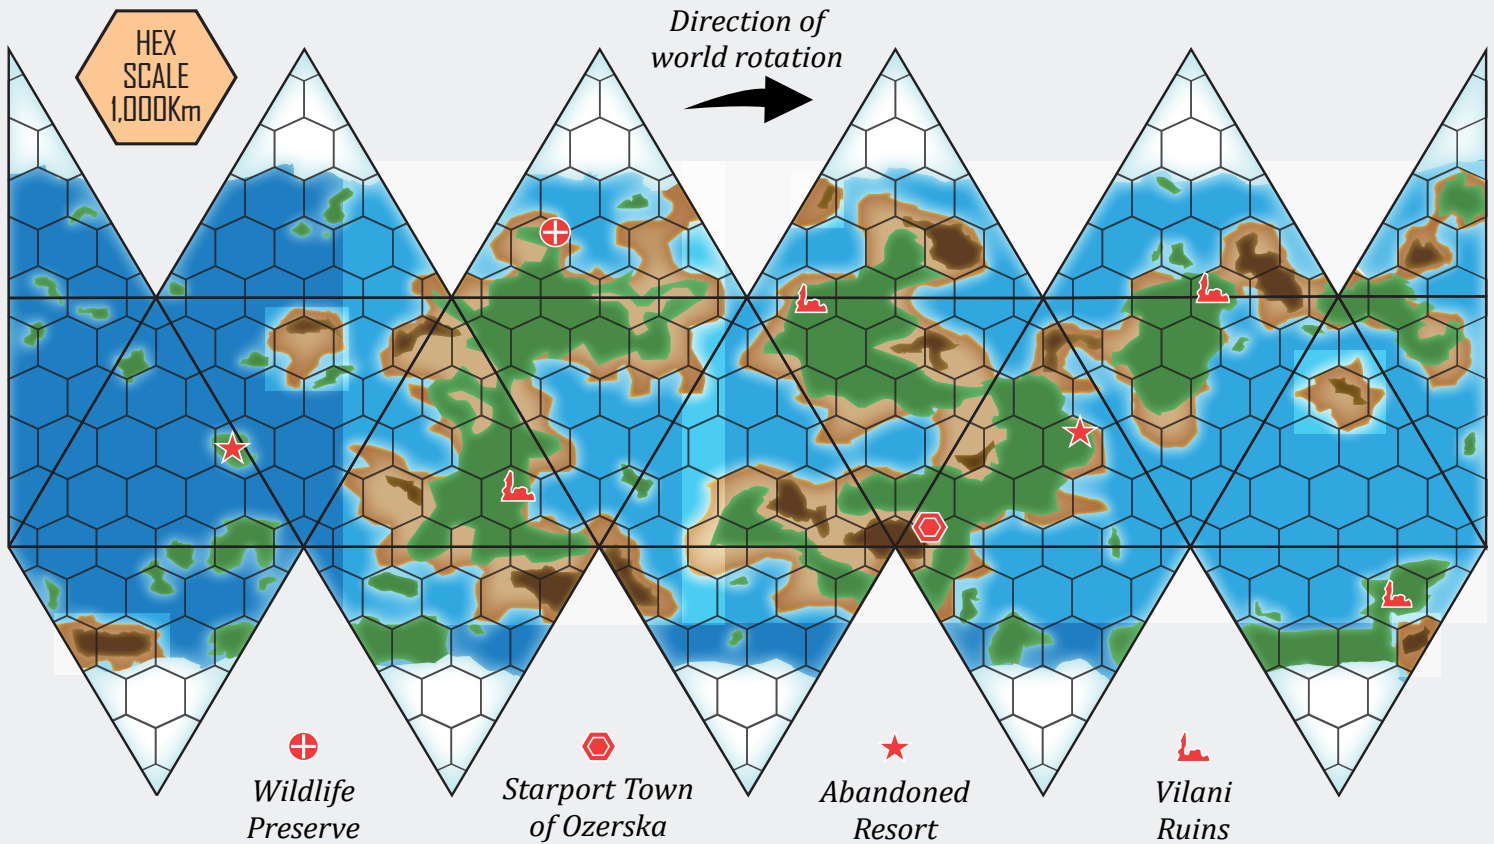 HEX
SCALE
1,000Km
Direction of
world rotation
Wildlife
Preserve
Starport Town
of Ozerska
Abandoned
Resort
Vilani
Ruins